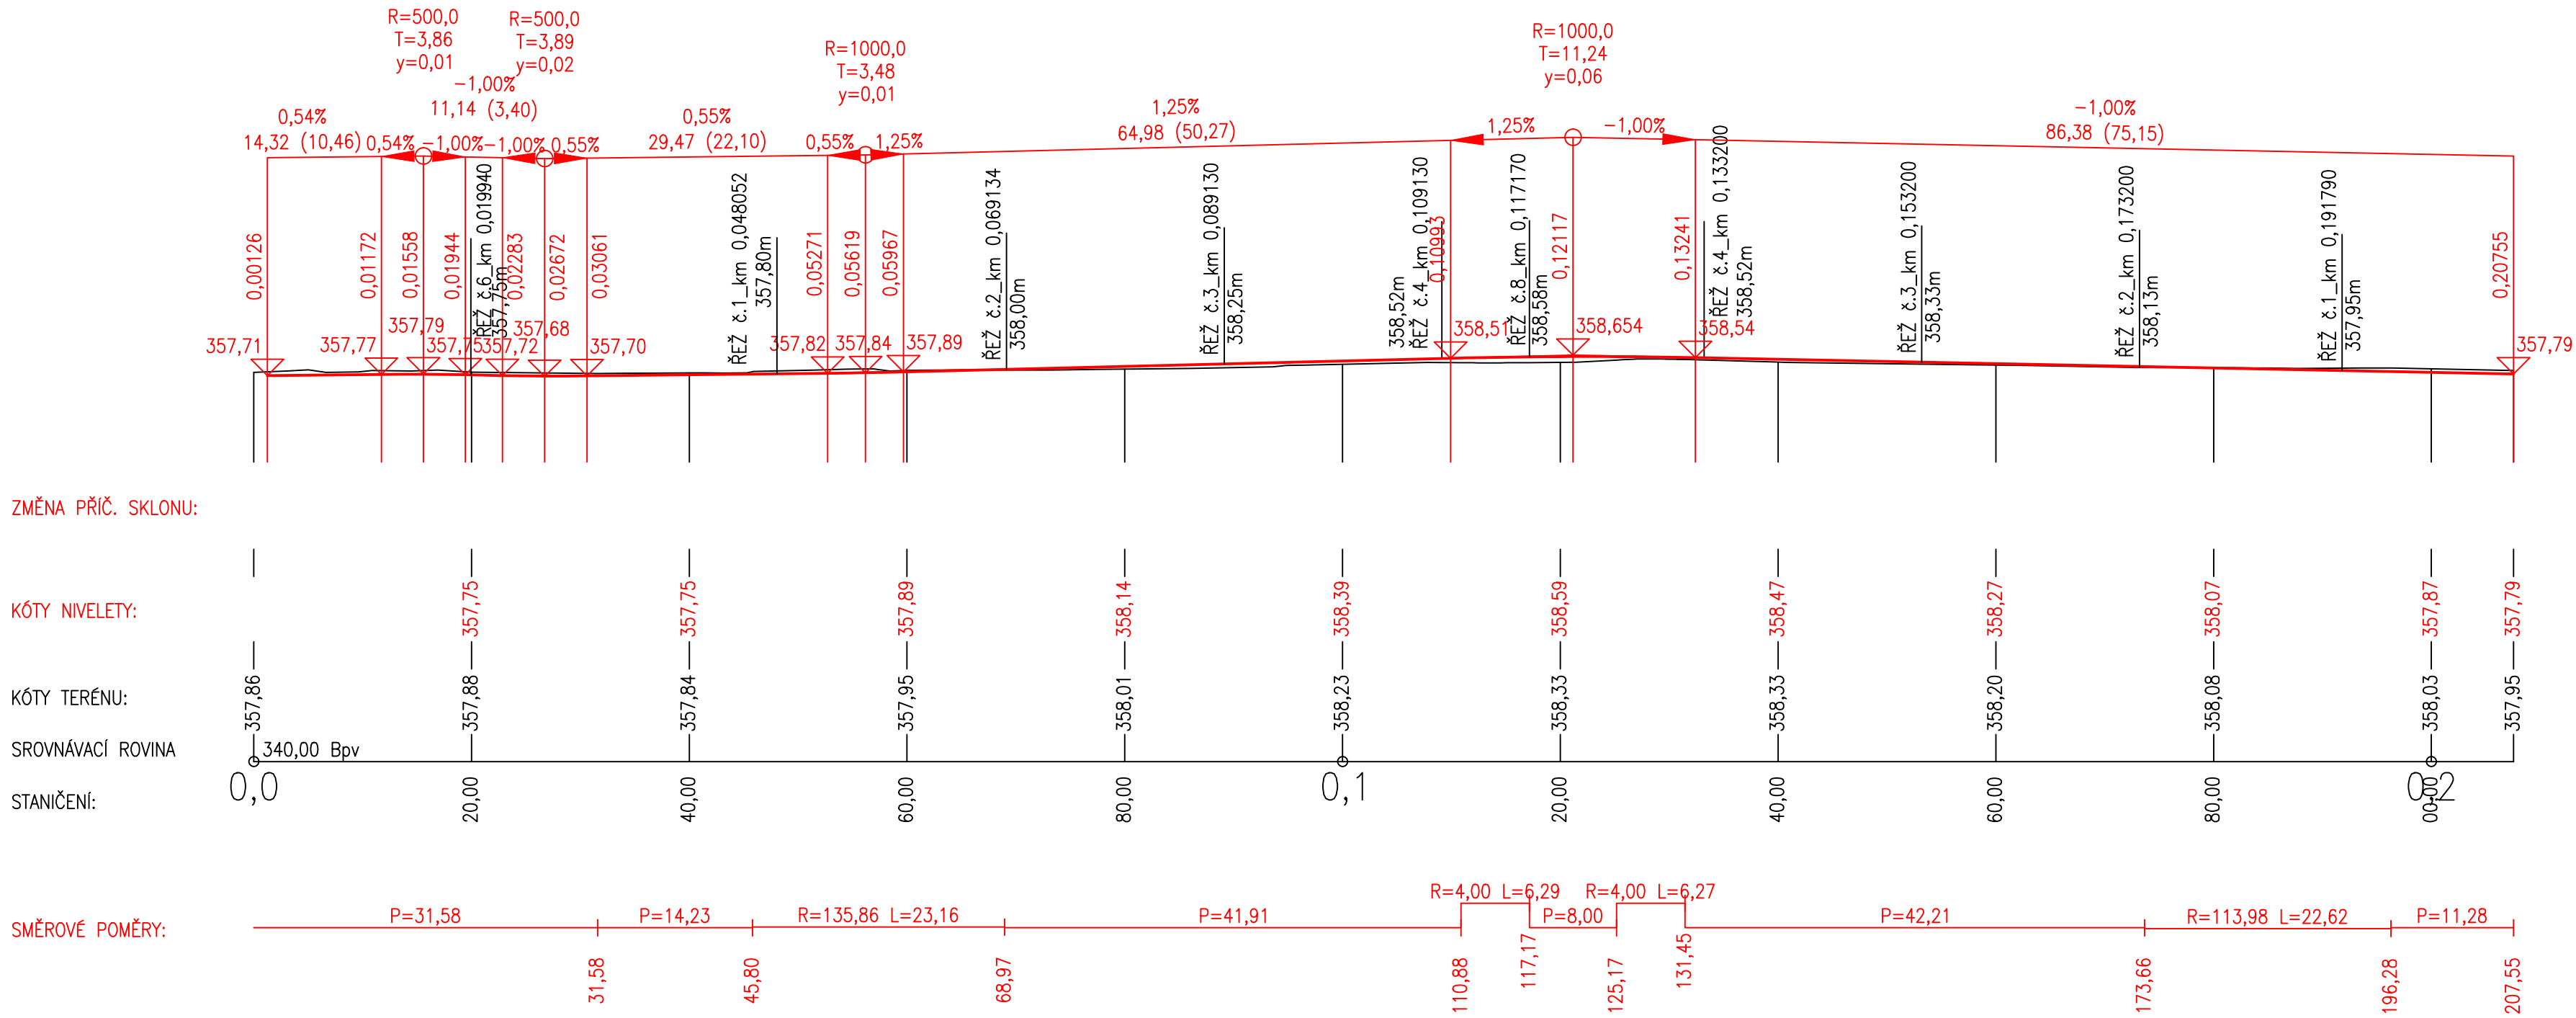 R=500,0
T=3,86
y=0,01
R=500,0
T=3,89
y=0,02
R=1000,0
T=3,48
y=0,01
R=1000,0
T=11,24
y=0,06
0,54%
14,32 (10,46)
0,54%
-1,00%
-1,00%
11,14 (3,40)
-1,00%
0,55%
0,55%
29,47 (22,10)
0,55%
1,25%
1,25%
64,98 (50,27)
1,25%
-1,00%
-1,00%
86,38 (75,15)
0,00126
0,01172
0,01558
0,01944
ŘEŽ č.6_km 0,019940
357,75m
0,02283
0,02672
0,03061
ŘEŽ č.1_km 0,048052
357,80m
0,05271
0,05619
0,05967
ŘEŽ č.2_km 0,069134
358,00m
ŘEŽ č.3_km 0,089130
358,25m
358,52m
ŘEŽ č.4_km 0,109130
0,10993
ŘEŽ č.8_km 0,117170
358,58m
0,12117
0,13241
ŘEŽ č.4_km 0,133200
358,52m
ŘEŽ č.3_km 0,153200
358,33m
ŘEŽ č.2_km 0,173200
358,13m
ŘEŽ č.1_km 0,191790
357,95m
0,20755
357,71
357,77
357,79
357,75
357,72
357,68
357,70
357,82
357,84
357,89
358,51
358,654
358,54
357,79
ZMĚNA PŘÍČ. SKLONU:
KÓTY NIVELETY:
357,75
357,75
357,89
358,14
358,39
358,59
358,47
358,27
358,07
357,87
357,79
KÓTY TERÉNU:
357,86
357,88
357,84
357,95
358,01
358,23
358,33
358,33
358,20
358,08
358,03
357,95
SROVNÁVACÍ ROVINA
340,00 Bpv
STANIČENÍ:
0,0
20,00
40,00
60,00
80,00
0,1
20,00
40,00
60,00
80,00
00,00
0,2
SMĚROVÉ POMĚRY:
P=31,58
P=14,23
R=135,86 L=23,16
P=41,91
R=4,00 L=6,29
P=8,00
R=4,00 L=6,27
P=42,21
R=113,98 L=22,62
P=11,28
31,58
45,80
68,97
110,88
117,17
125,17
131,45
173,66
196,28
207,55